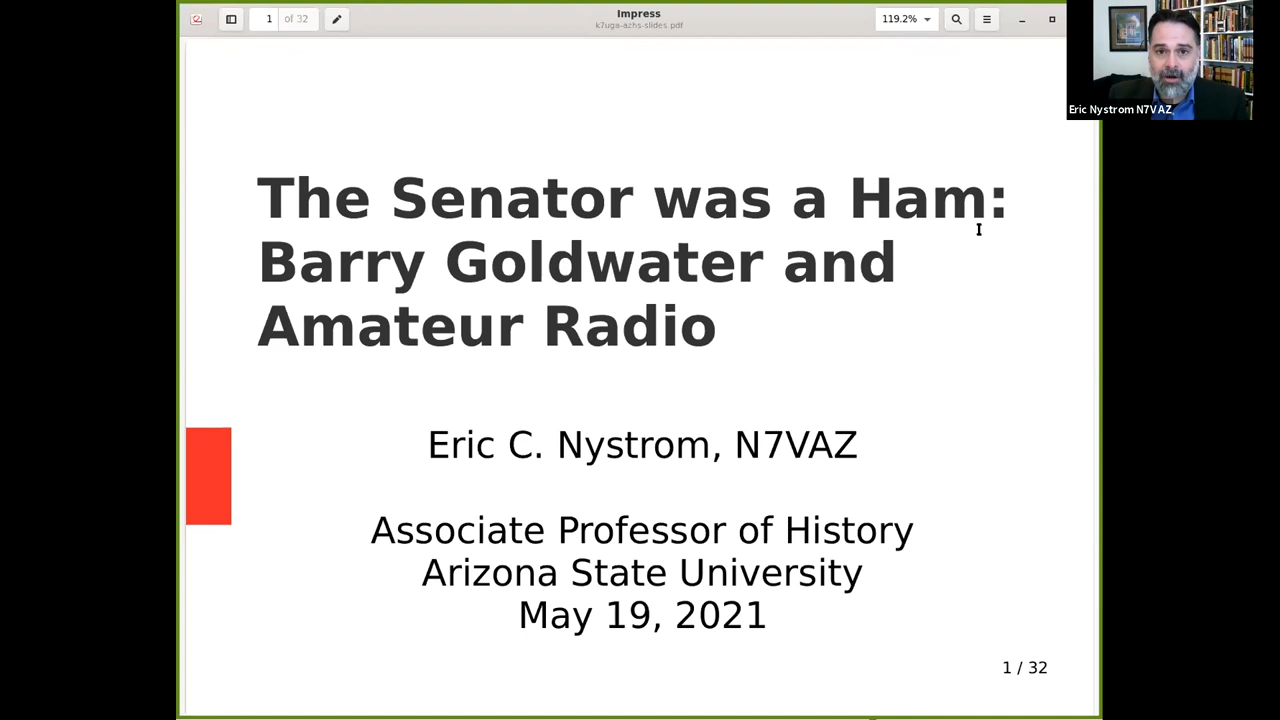 Impress
k7uga-azhs-slides.pdf
1 of 32
119.2%
Eric Nystrom N7VAZ
The Senator was a Ham:
Barry Goldwater and
Amateur Radio
Eric C. Nystrom, N7VAZ
Associate Professor of History
Arizona State University
May 19, 2021
1 / 32